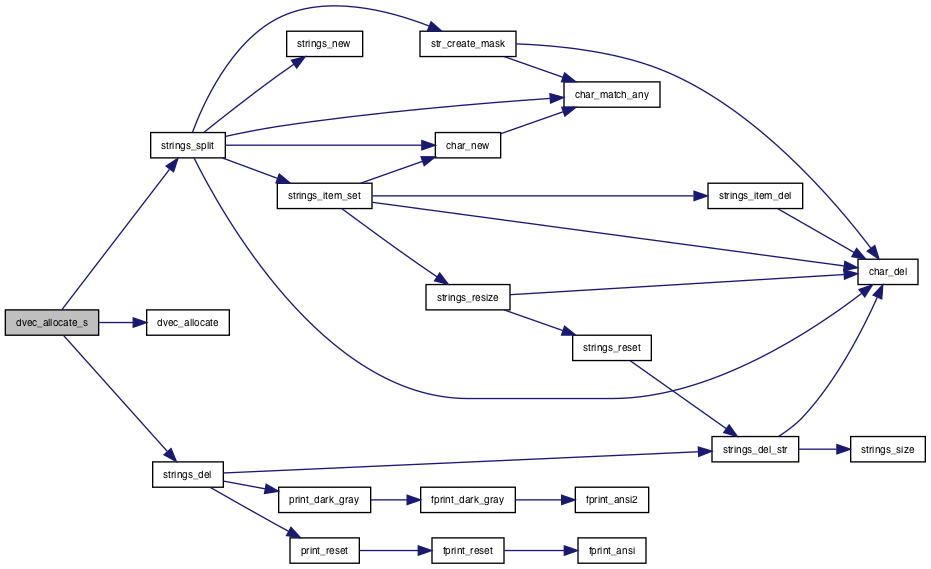 strings_new
str_create_mask
char_match_any
strings_split
char_new
strings_item_set
strings_item_del
char_del
strings_resize
dvec_allocate_s
dvec_allocate
strings_reset
strings_del_str
strings_size
strings_del
print_dark_gray
fprint_dark_gray
fprint_ansi2
print_reset
fprint_reset
fprint_ansi